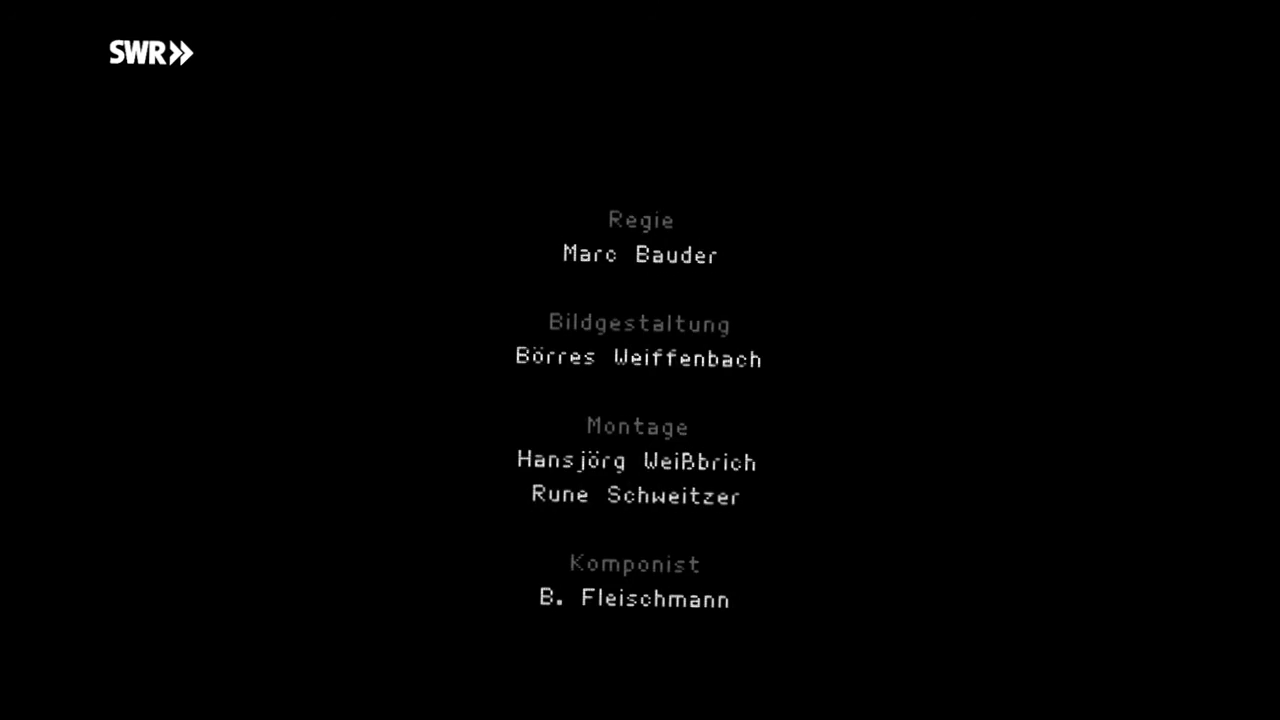 SWR»
Regie
Marc Bauder
Bildgestaltung
Börres Weiffenbach
Montage
Hansjörg Weißbrich
Rune Schweitzer
Komponist
B. Fleischmann